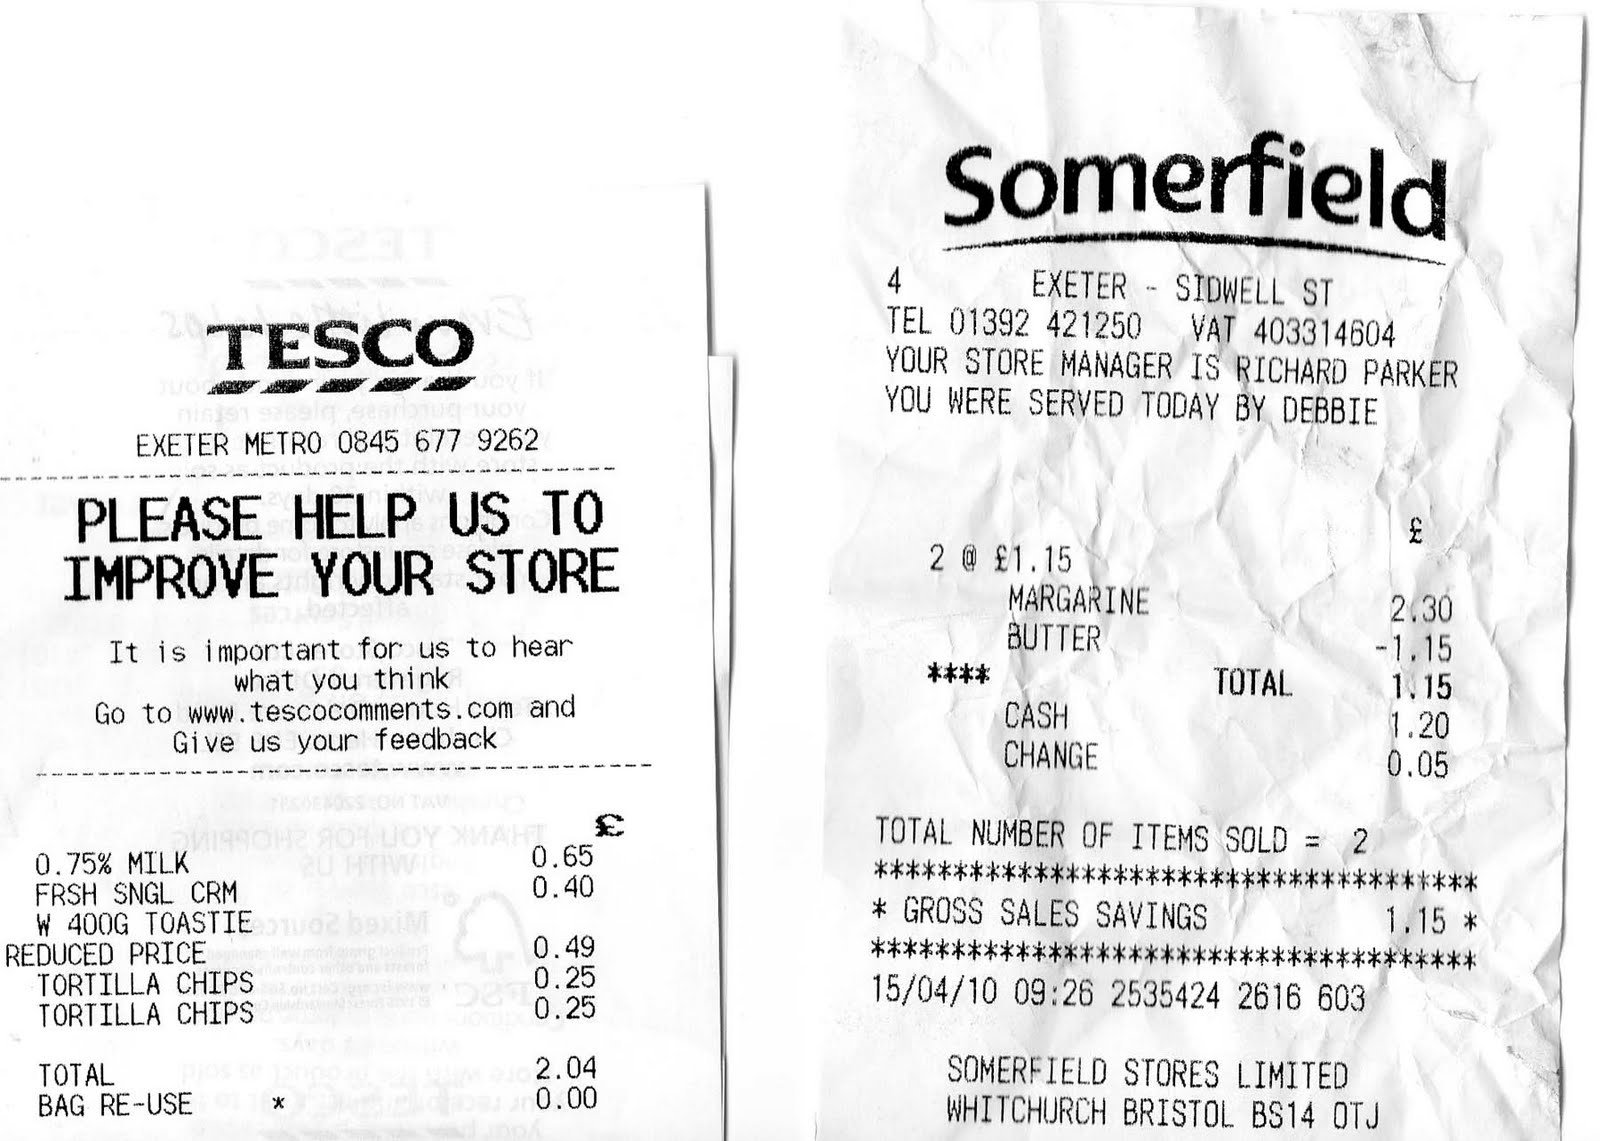 TESCO
EXETER METRO 0845 677 9262
PLEASE HELP US TO
IMPROVE YOUR STORE
It is important for us to hear
what you think
Go to www.tescocomments.com and
Give us your feedback
£
0.75% MILK 0.65
FRSH SNGL CRM 0.40
W 400G TOASTIE
REDUCED PRICE 0.49
TORTILLA CHIPS 0.25
TORTILLA CHIPS 0.25
TOTAL 2.04
BAG RE-USE * 0.00
Somerfield
4 EXETER - SIDWELL ST
TEL 01392 421250 VAT 403314604
YOUR STORE MANAGER IS RICHARD PARKER
YOU WERE SERVED TODAY BY DEBBIE
£
2 @ £1.15
MARGARINE 2.30
BUTTER -1.15
**** TOTAL 1.15
CASH 1.20
CHANGE 0.05
TOTAL NUMBER OF ITEMS SOLD = 2
**************************************
* GROSS SALES SAVINGS 1.15 *
**************************************
15/04/10 09:26 2535424 2616 603
SOMERFIELD STORES LIMITED
WHITCHURCH BRISTOL BS14 0TJ